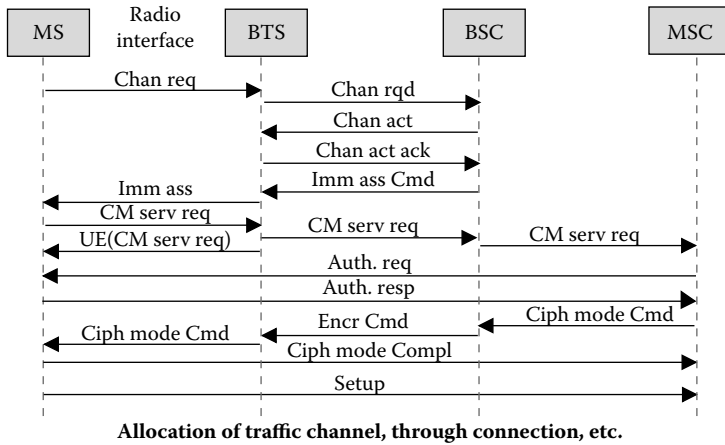 Radio
interface
MS
BTS
BSC
MSC
Chan req
Chan rqd
Chan act
Chan act ack
Imm ass Cmd
Imm ass
CM serv req
CM serv req
CM serv req
UE(CM serv req)
Auth. req
Auth. resp
Ciph mode Cmd
Encr Cmd
Ciph mode Cmd
Ciph mode Compl
Setup
Allocation of traffic channel, through connection, etc.